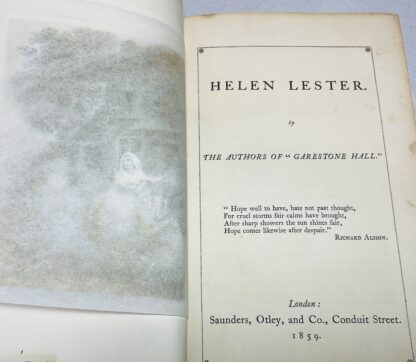 HELEN LESTER.
by
THE AUTHORS OF "GARESTONE HALL."
"Hope well to have, hate not past thought,
For cruel storms fair calms have brought,
After sharp showers the sun shines fair,
Hope comes likewise after despair."
RICHARD ALISON.
London:
Saunders, Otley, and Co., Conduit Street.
1859.